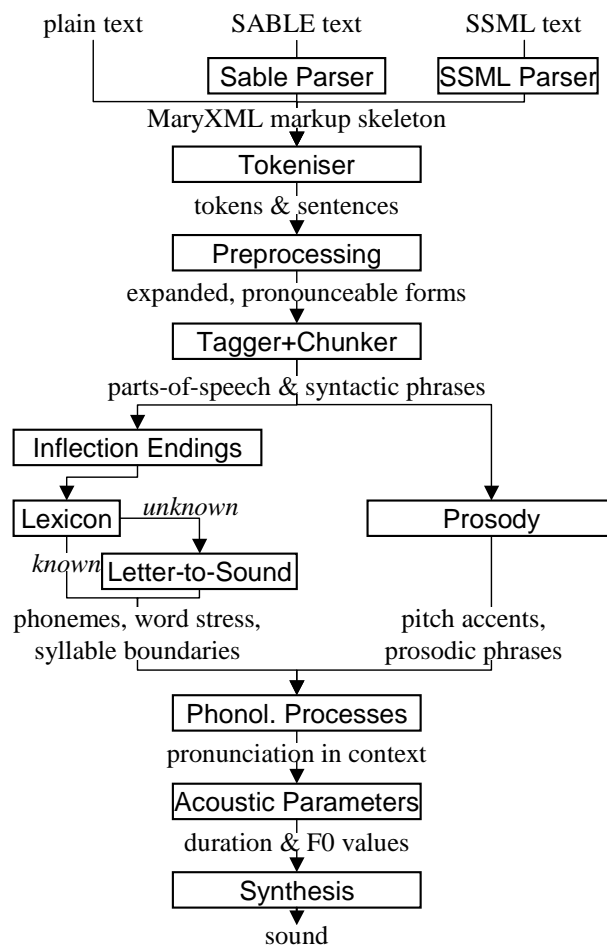 plain text SABLE text SSML text
Sable Parser SSML Parser
MaryXML markup skeleton
Tokeniser
tokens & sentences
Preprocessing
expanded, pronounceable forms
Tagger+Chunker
parts-of-speech & syntactic phrases
Inflection Endings
Lexicon
unknown
Prosody
known
Letter-to-Sound
phonemes, word stress,
syllable boundaries
pitch accents,
prosodic phrases
Phonol. Processes
pronunciation in context
Acoustic Parameters
duration & F0 values
Synthesis
sound